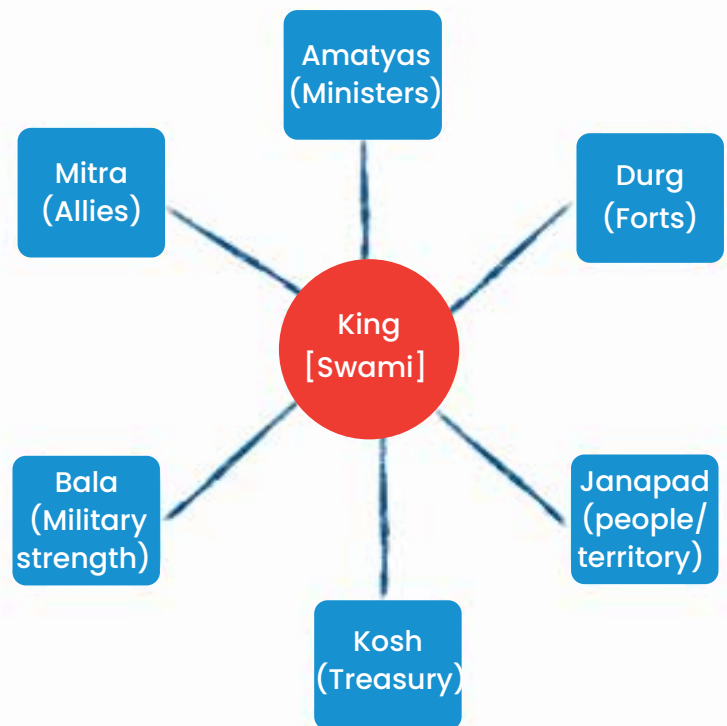 Amatyas
(Ministers)
Mitra
(Allies)
Durg
(Forts)
King
[Swami]
Bala
(Military
strength)
Janapad
(people/
territory)
Kosh
(Treasury)